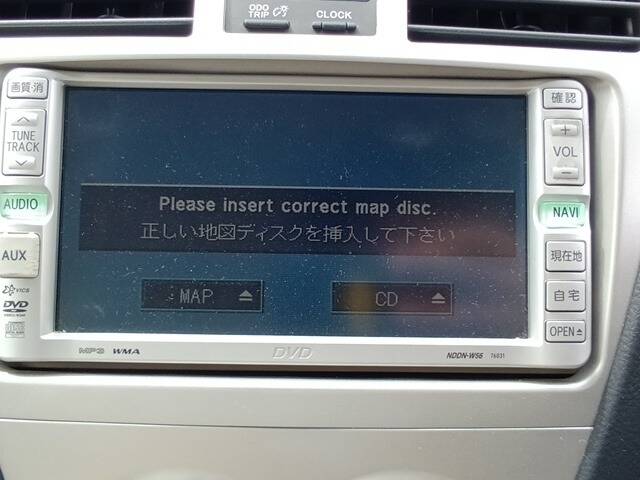 ODO
TRIP
CLOCK
画質・消
TUNE
TRACK
AUDIO
AUX
VICS
DVD
Please insert correct map disc.
正しい地図ディスクを挿入して下さい
MAP
CD
確認
+
VOL
-
NAVI
現在地
自宅
OPEN
MP3 WMA
DVD
NDDN-W56 76031